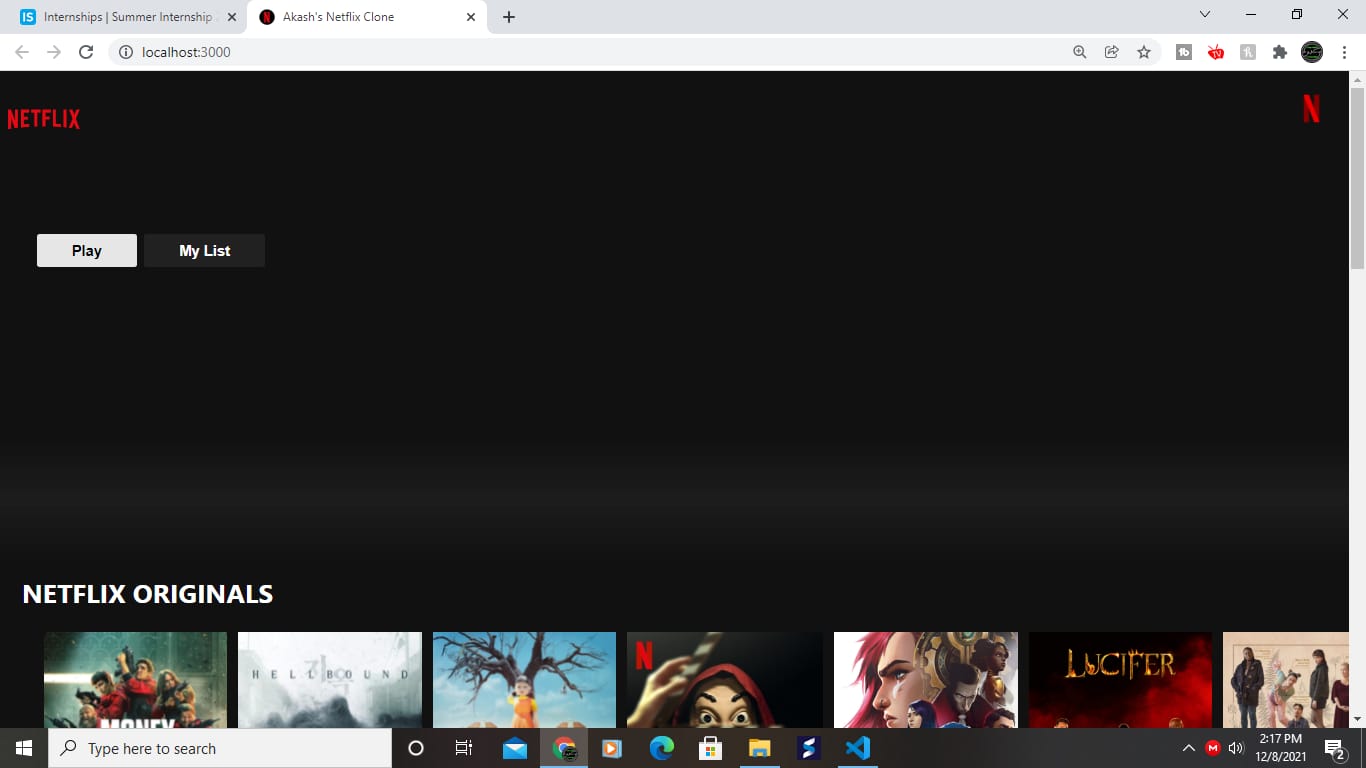 Internships | Summer Internship
Akash's Netflix Clone
localhost:3000
NETFLIX
N
Play
My List
NETFLIX ORIGINALS
MONEY
HELLBOUND
N
LUCIFER
Type here to search
2:17 PM
12/8/2021
2